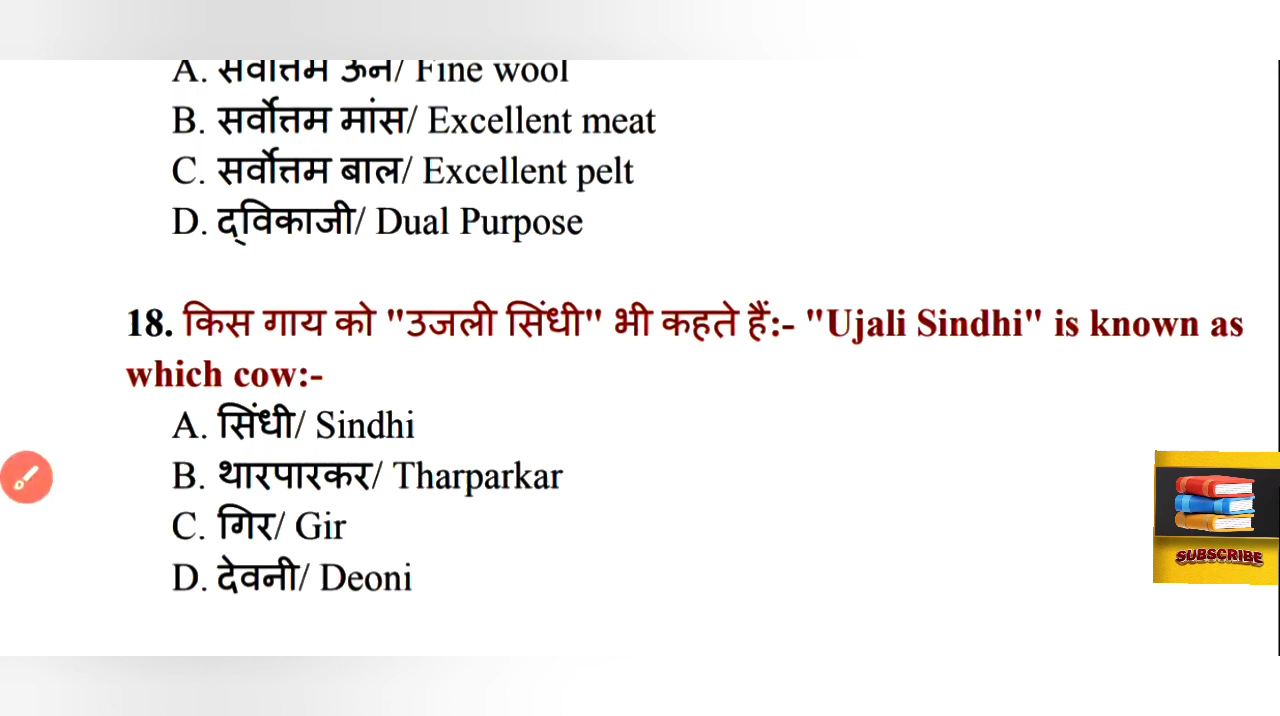 A. सर्वोत्तम ऊन/ Fine wool
B. सर्वोत्तम मांस/ Excellent meat
C. सर्वोत्तम बाल/ Excellent pelt
D. द्विकाजी/ Dual Purpose
18. किस गाय को "उजली सिंधी" भी कहते हैं:- "Ujali Sindhi" is known as
which cow:-
A. सिंधी/ Sindhi
B. थारपारकर/ Tharparkar
C. गिर/ Gir
D. देवनी/ Deoni
SUBSCRIBE